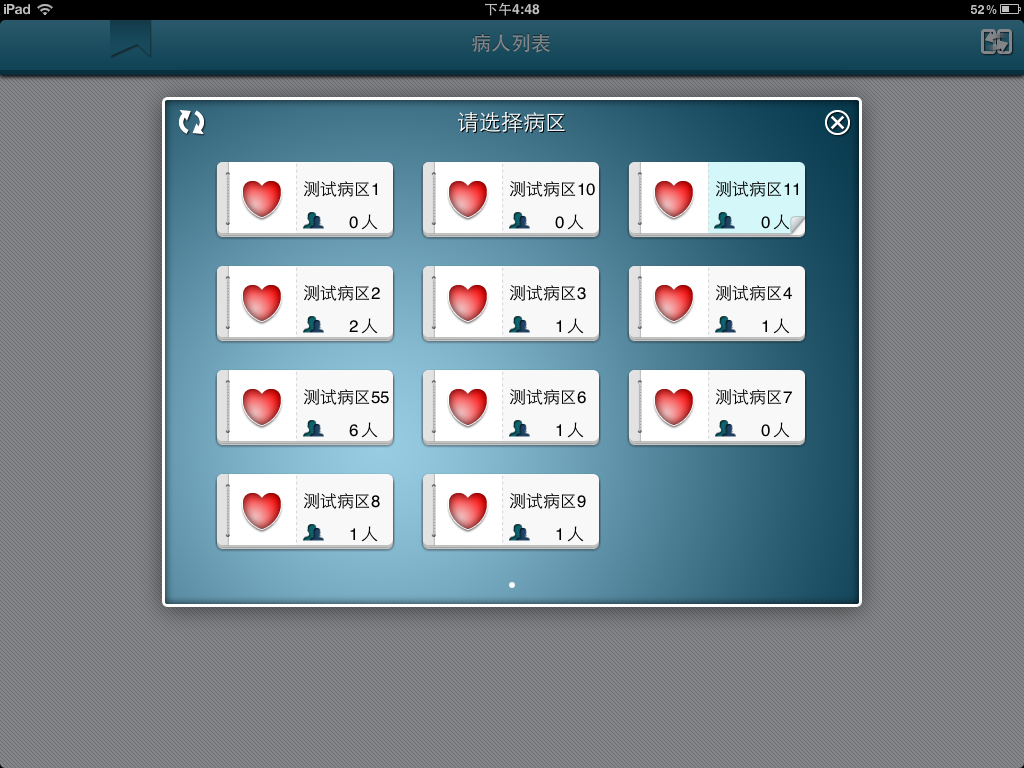 iPad 下午4:48 52%
病人列表
请选择病区
测试病区1
0人
测试病区10
0人
测试病区11
0人
测试病区2
2人
测试病区3
1人
测试病区4
1人
测试病区55
6人
测试病区6
1人
测试病区7
0人
测试病区8
1人
测试病区9
1人